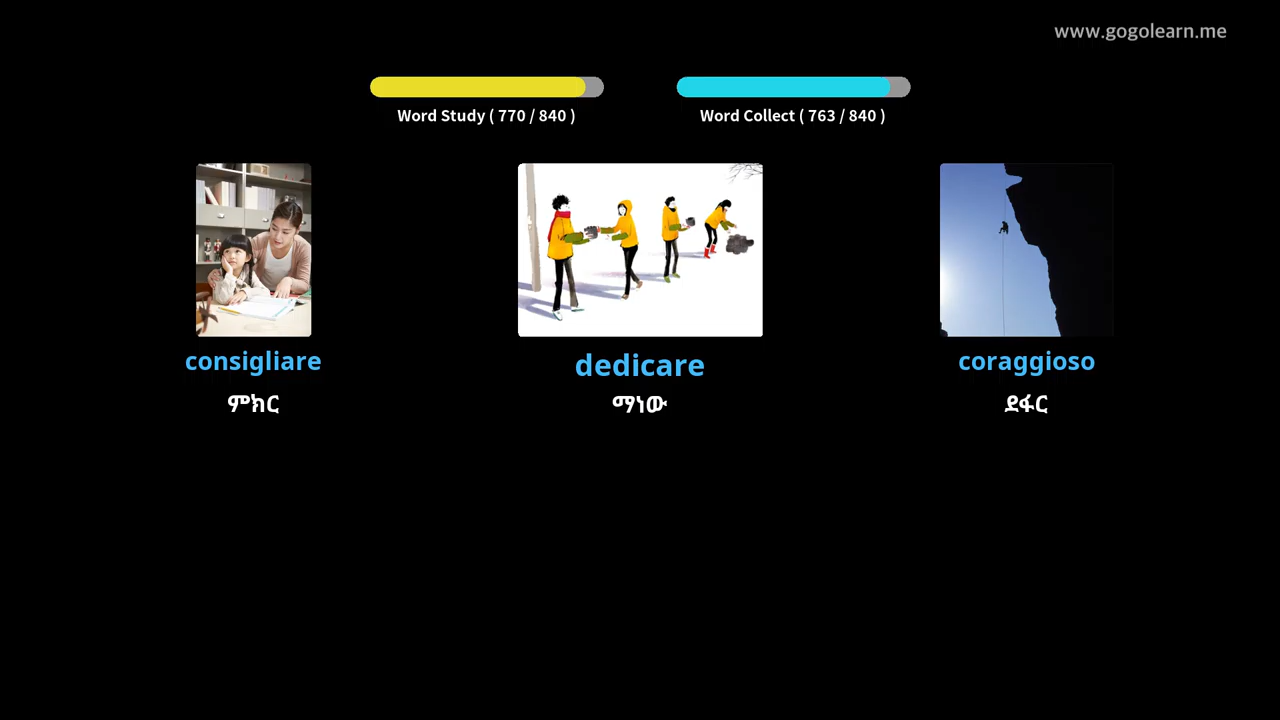 www.gogolearn.me
Word Study ( 770 / 840 )
Word Collect ( 763 / 840 )
consigliare
dedicare
coraggioso
ምክር
ማነው
ደፋር